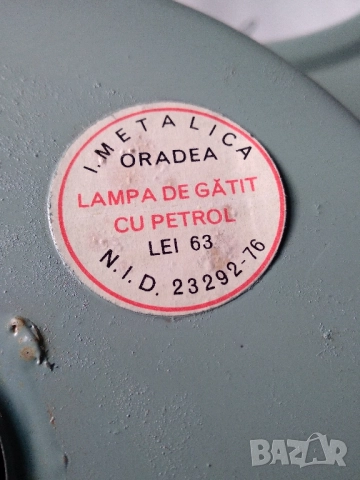 I. METALICA
ORADEA
LAMPA DE GĂTIT
CU PETROL
LEI 63
N.I.D. 23292-76
BAZAR